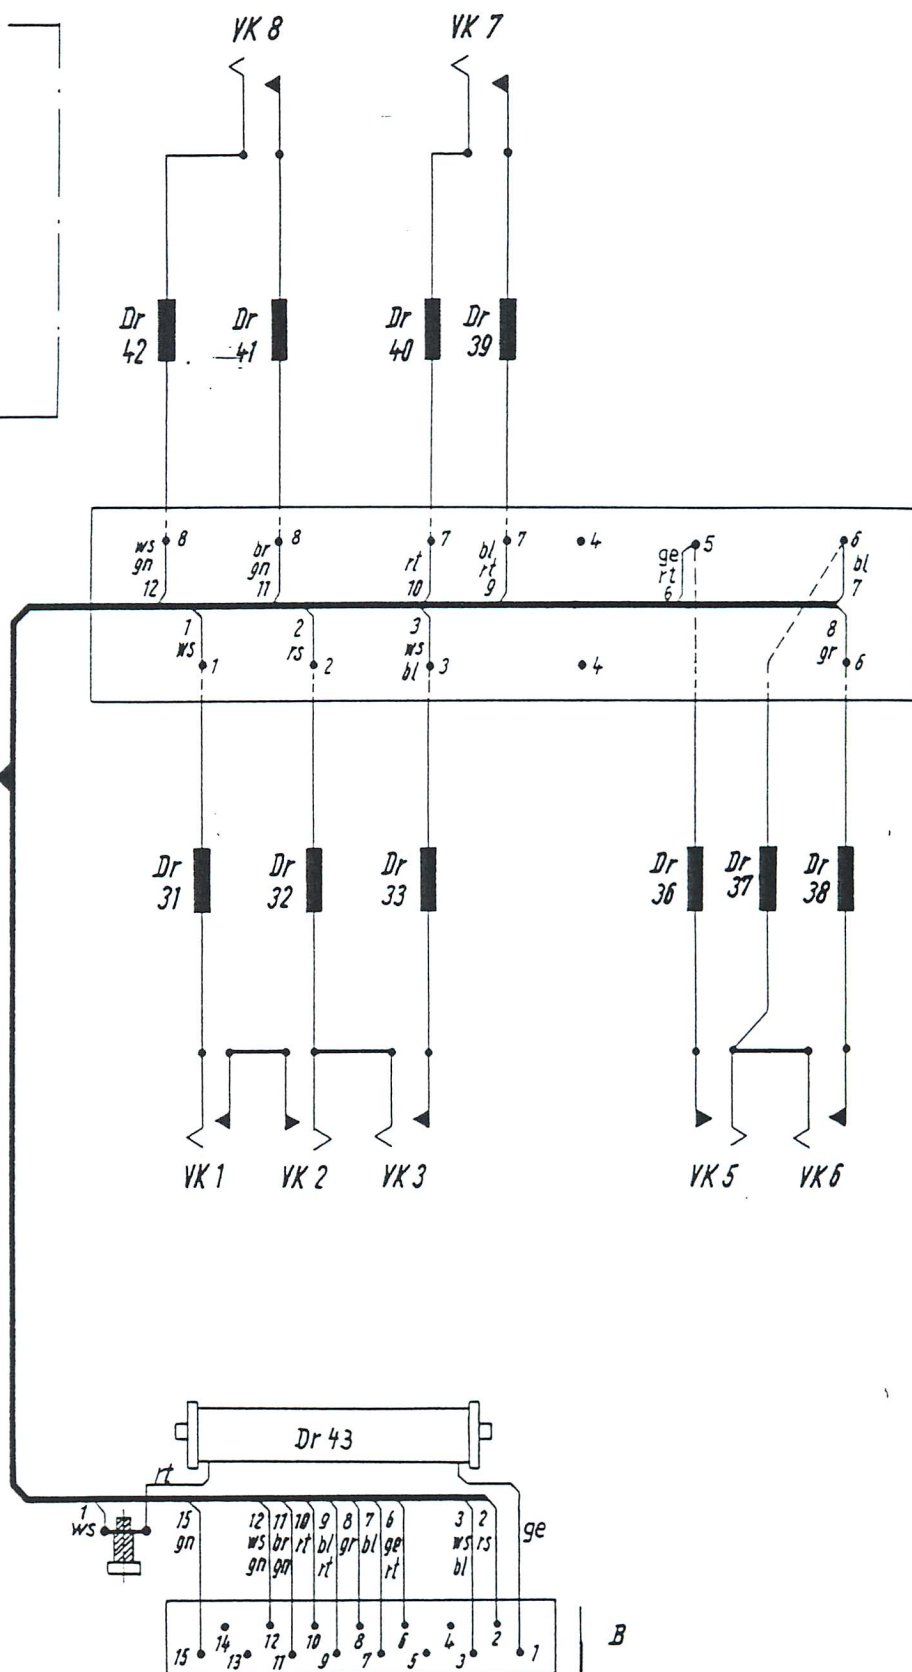 VK 8 VK 7
Dr 42
Dr 41
Dr 40
Dr 39
ws gn 12 8
br gn 11 8
rt 10 7
bl rt 9 7
4
ge rt 6 5
6 bl 7
1 ws 1
2 rs 2
3 ws bl 3
4
8 gr 6
Dr 31
Dr 32
Dr 33
Dr 36
Dr 37
Dr 38
VK 1 VK 2 VK 3 VK 5 VK 6
Dr 43
rt
1 ws
15 gn
12 ws gn
11 br gn
10 rt
9 bl rt
8 gr
7 bl
6 ge rt
3 ws bl
2 rs
ge
14 12 10 8 6 4 2
15 13 11 9 7 5 3 1
B